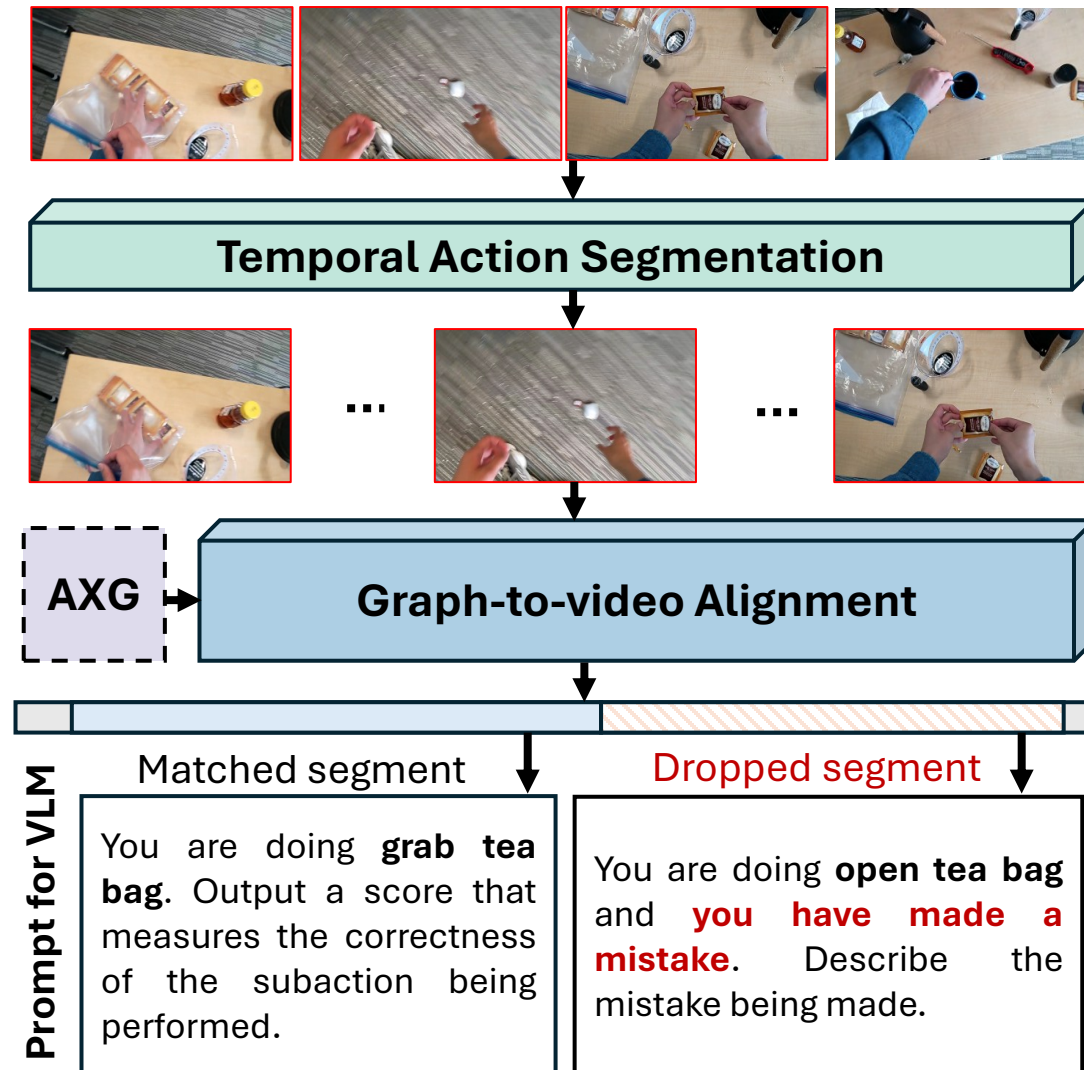 Temporal Action Segmentation
...
...
AXG
Graph-to-video Alignment
Matched segment
Dropped segment
Prompt for VLM
You are doing grab tea
bag. Output a score that
measures the correctness
of the subaction being
performed.
You are doing open tea bag
and you have made a
mistake. Describe the
mistake being made.